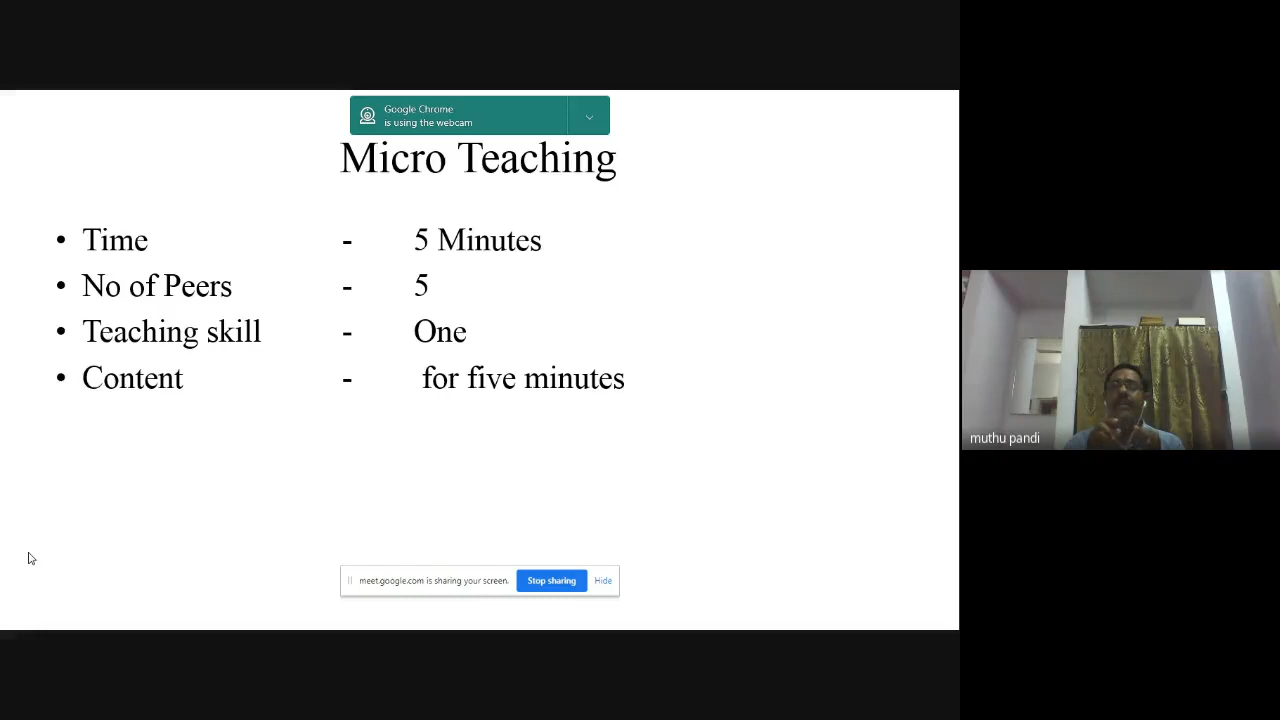 Google Chrome
is using the webcam
Micro Teaching
• Time - 5 Minutes
• No of Peers - 5
• Teaching skill - One
• Content - for five minutes
muthu pandi
meet.google.com is sharing your screen. Stop sharing Hide